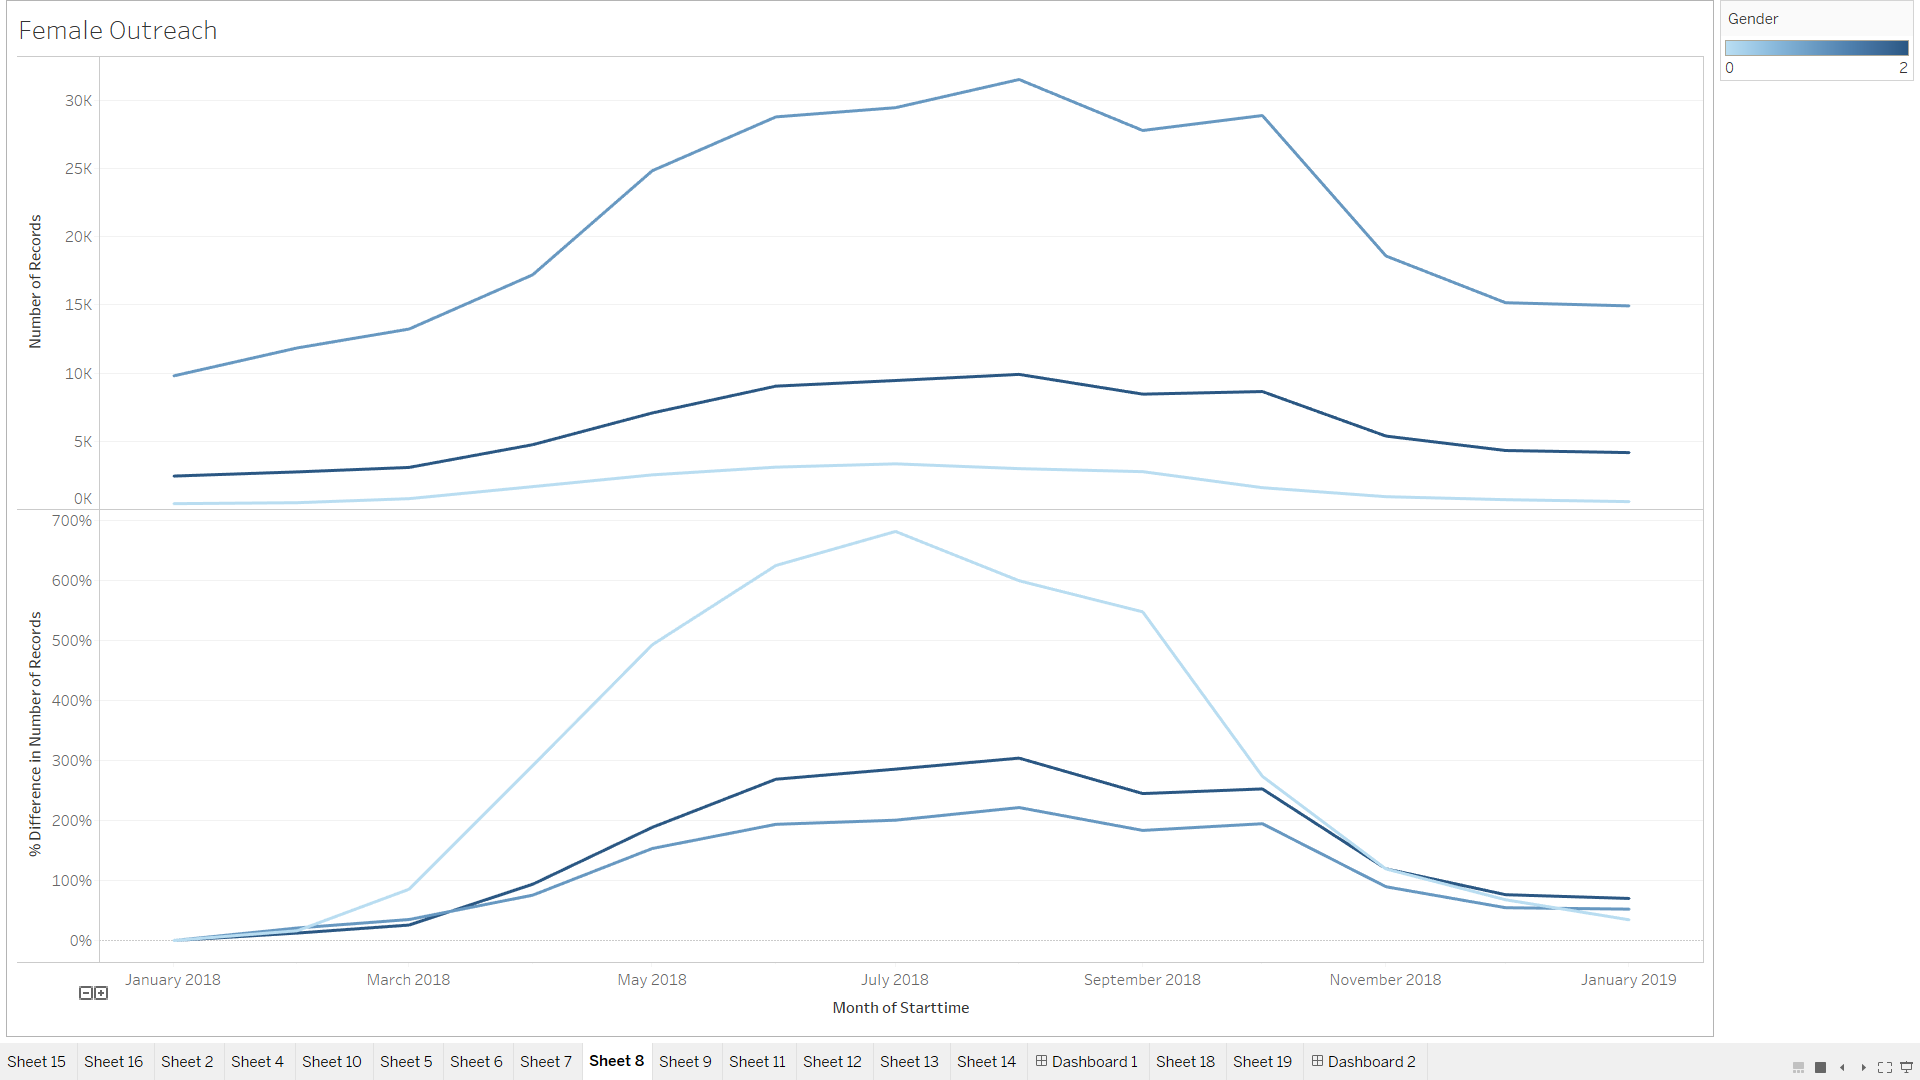 Female Outreach
Gender
0 2
Number of Records
30K
25K
20K
15K
10K
5K
0K
% Difference in Number of Records
700%
600%
500%
400%
300%
200%
100%
0%
January 2018 March 2018 May 2018 July 2018 September 2018 November 2018 January 2019
Month of Starttime
Sheet 15 Sheet 16 Sheet 2 Sheet 4 Sheet 10 Sheet 5 Sheet 6 Sheet 7 Sheet 8 Sheet 9 Sheet 11 Sheet 12 Sheet 13 Sheet 14 Dashboard 1 Sheet 18 Sheet 19 Dashboard 2